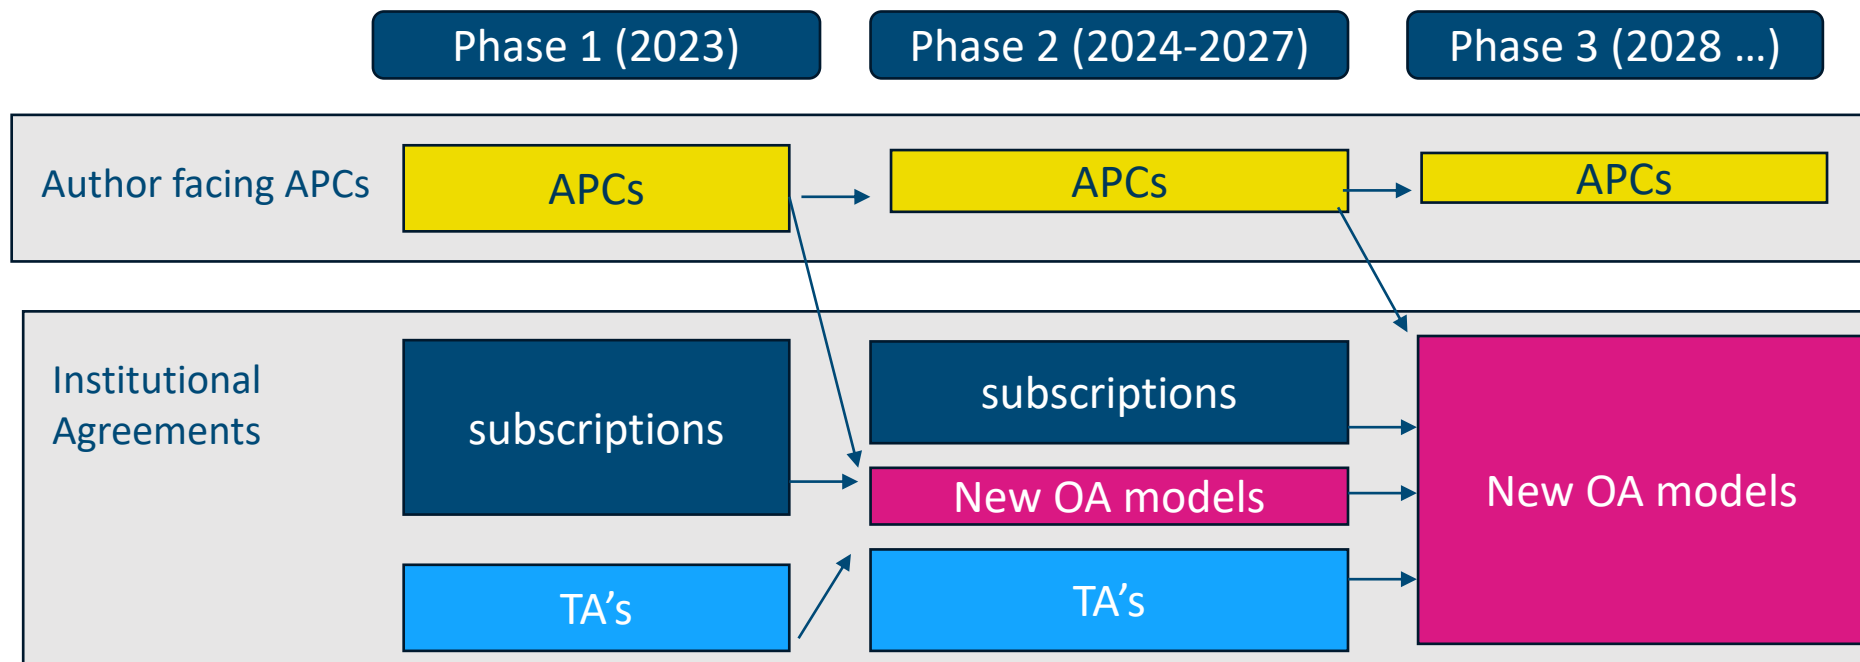 Phase 1 (2023)
Phase 2 (2024-2027)
Phase 3 (2028 ...)
Author facing APCs
APCs
APCs
APCs
Institutional
Agreements
subscriptions
subscriptions
New OA models
New OA models
TA’s
TA’s